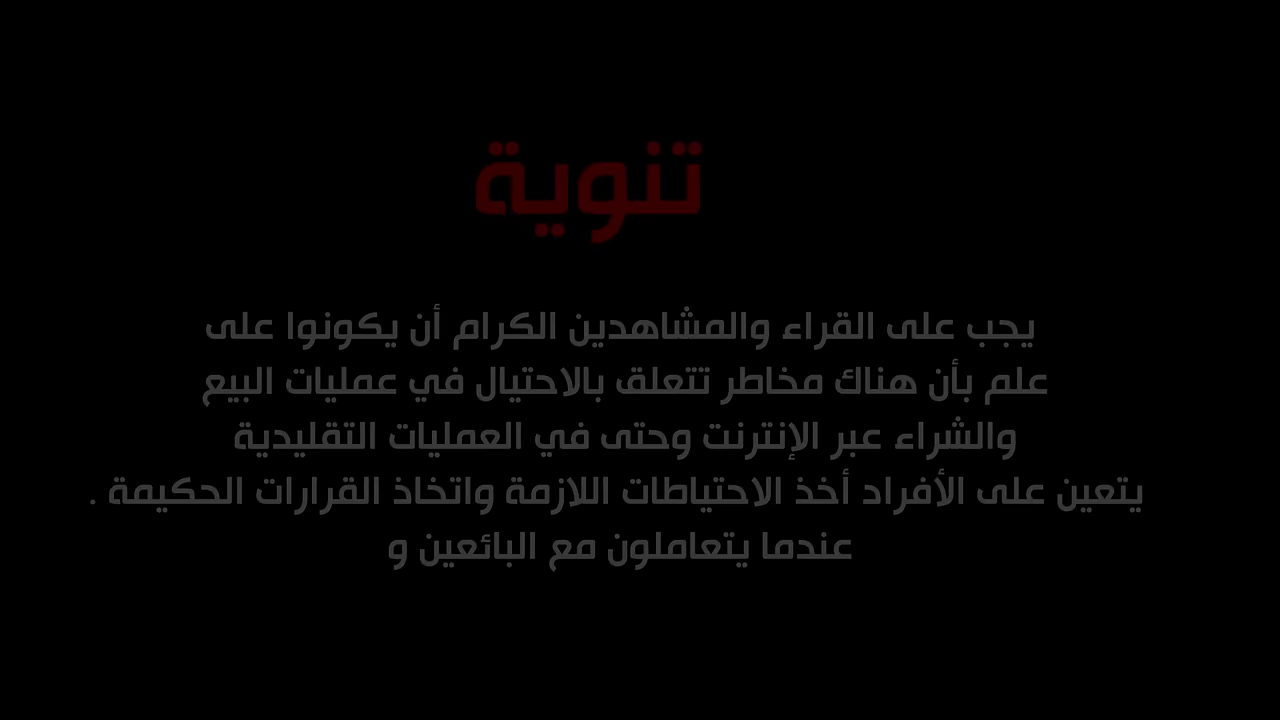 تنوية
يجب على القراء والمشاهدين الكرام أن يكونوا على
علم بأن هناك مخاطر تتعلق بالاحتيال في عمليات البيع
والشراء عبر الإنترنت وحتى في العمليات التقليدية
يتعين على الأفراد أخذ الاحتياطات اللازمة واتخاذ القرارات الحكيمة .
عندما يتعاملون مع البائعين و